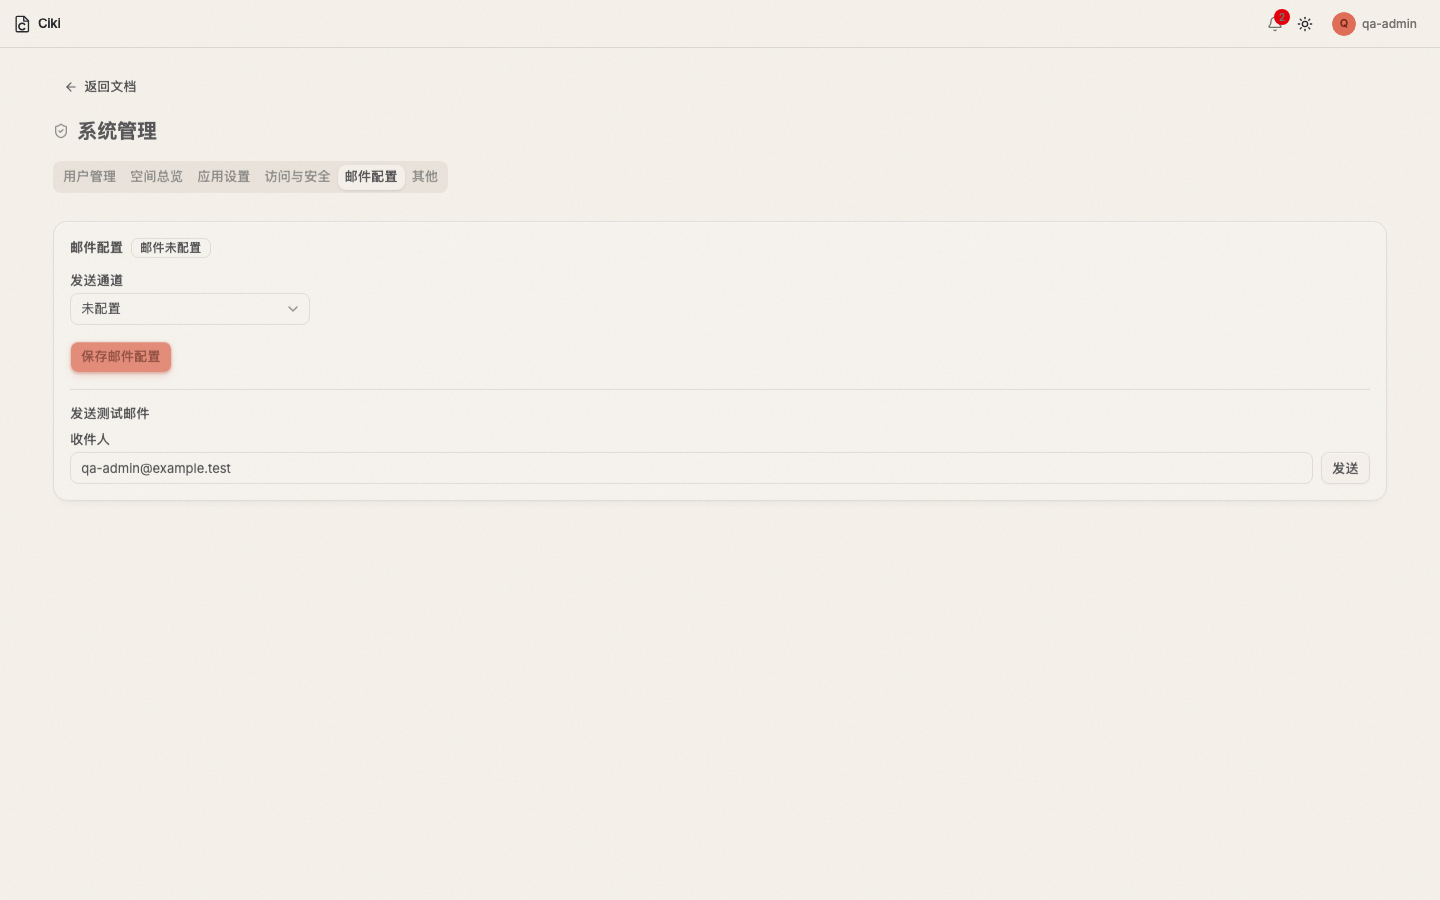 Ciki
2
Q
qa-admin
返回文档
系统管理
用户管理 空间总览 应用设置 访问与安全 邮件配置 其他
邮件配置 邮件未配置
发送通道
未配置
保存邮件配置
发送测试邮件
收件人
qa-admin@example.test
发送